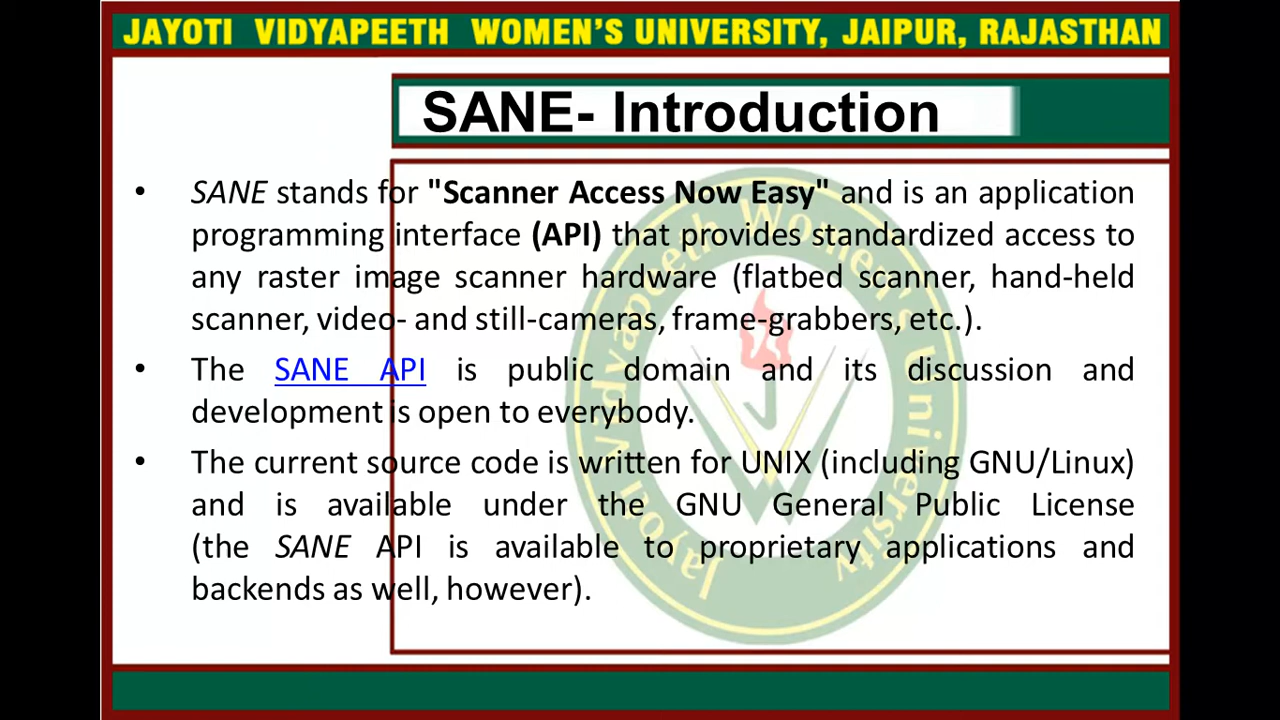 JAYOTI VIDYAPEETH WOMEN'S UNIVERSITY, JAIPUR, RAJASTHAN
SANE- Introduction
• SANE stands for "Scanner Access Now Easy" and is an application
programming interface (API) that provides standardized access to
any raster image scanner hardware (flatbed scanner, hand-held
scanner, video- and still-cameras, frame-grabbers, etc.).
• The SANE API is public domain and its discussion and
development is open to everybody.
• The current source code is written for UNIX (including GNU/Linux)
and is available under the GNU General Public License
(the SANE API is available to proprietary applications and
backends as well, however).
Jayoti Vidyapeeth Women's University